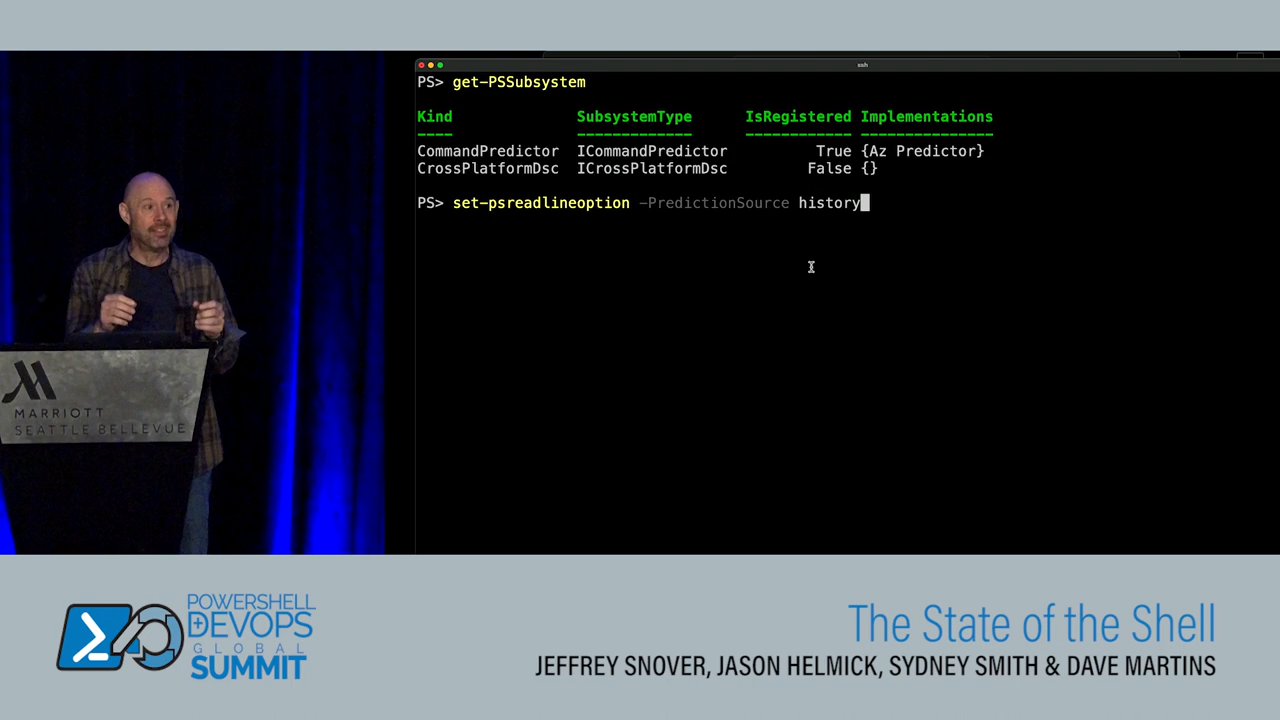 ssh
PS> get-PSSubsystem
Kind SubsystemType IsRegistered Implementations
---- ------------- ------------ ---------------
CommandPredictor ICommandPredictor True {Az Predictor}
CrossPlatformDsc ICrossPlatformDsc False {}
PS> set-psreadlineoption -PredictionSource history
MARRIOTT
SEATTLE BELLEVUE
POWERSHELL
+DEVOPS
GLOBAL
SUMMIT
The State of the Shell
JEFFREY SNOVER, JASON HELMICK, SYDNEY SMITH & DAVE MARTINS